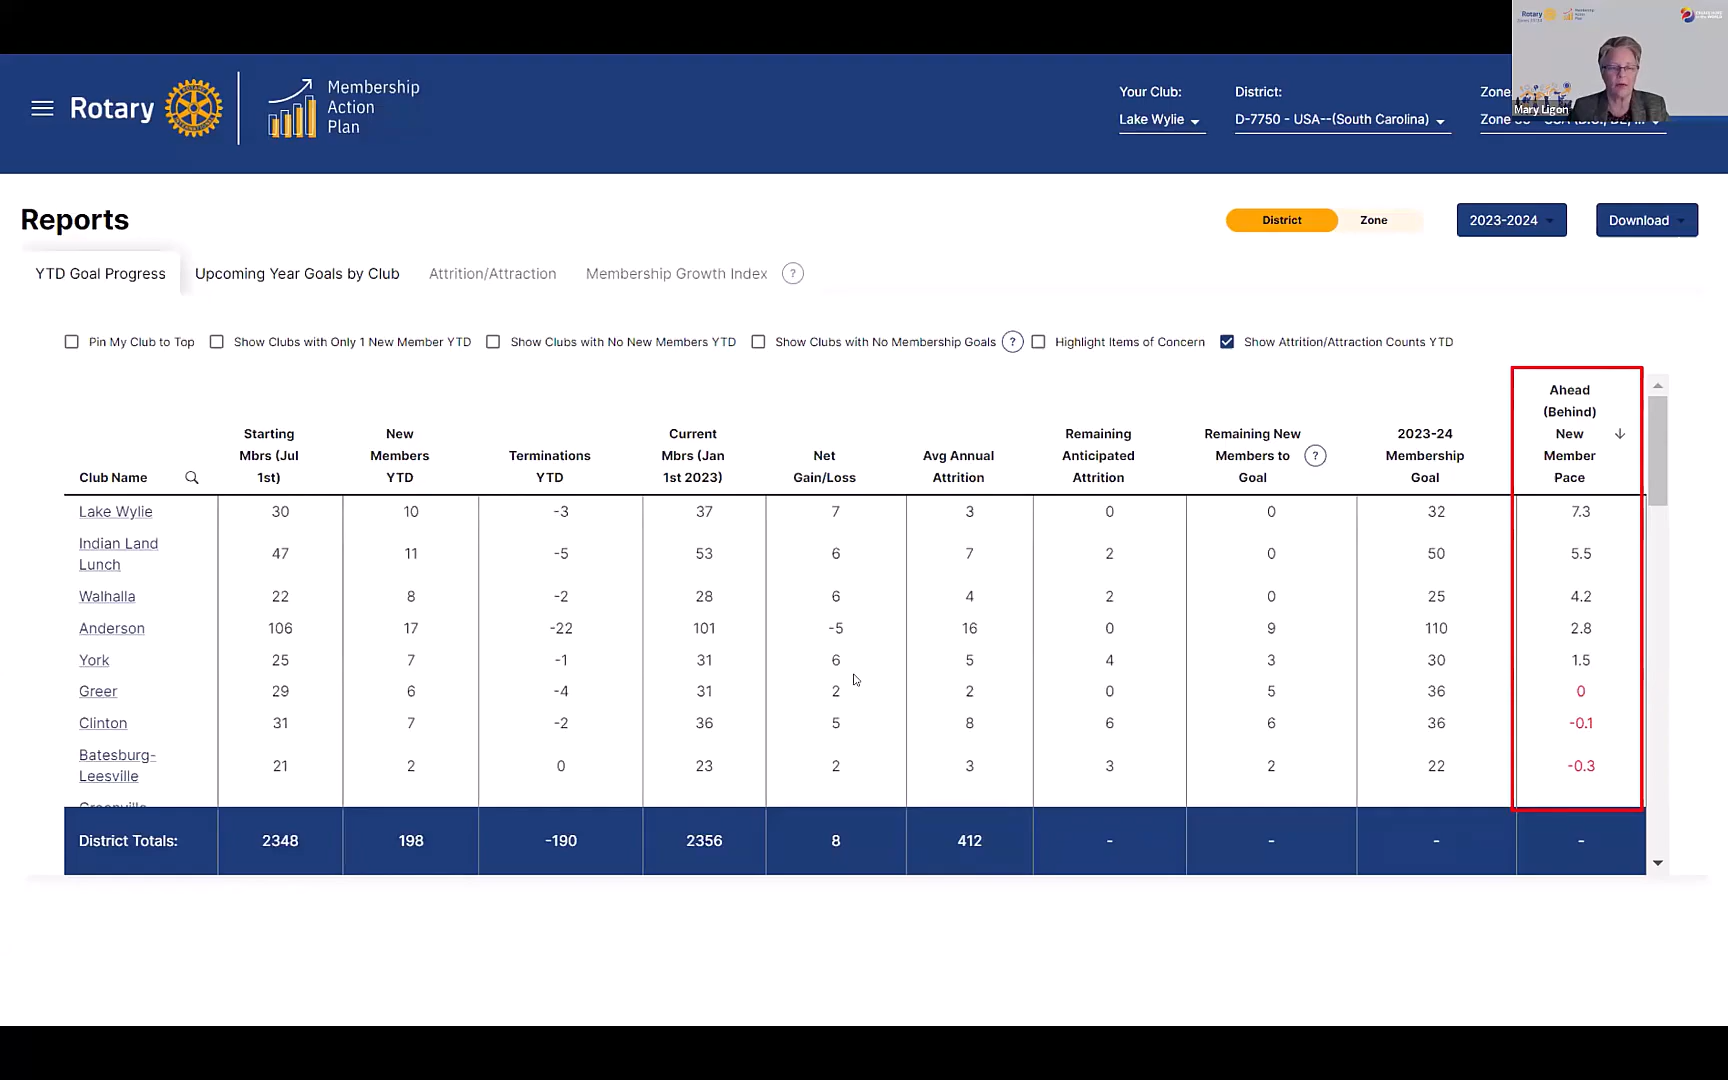 Rotary
Membership
Action
Plan
Your Club:
Lake Wylie
District:
D-7750 - USA--(South Carolina)
Zone
Zone
Rotary
Membership
Action
Plan
Mary Ligon
Reports
District
Zone
2023-2024
Download
YTD Goal Progress
Upcoming Year Goals by Club
Attrition/Attraction
Membership Growth Index ?
Pin My Club to Top
Show Clubs with Only 1 New Member YTD
Show Clubs with No New Members YTD
Show Clubs with No Membership Goals ?
Highlight Items of Concern
Show Attrition/Attraction Counts YTD
Club Name
Starting
Mbrs (Jul
1st)
New
Members
YTD
Terminations
YTD
Current
Mbrs (Jan
1st 2023)
Net
Gain/Loss
Avg Annual
Attrition
Remaining
Anticipated
Attrition
Remaining New
Members to ?
Goal
2023-24
Membership
Goal
Ahead
(Behind)
New
Member
Pace
Lake Wylie 30 10 -3 37 7 3 0 0 32 7.3
Indian Land
Lunch 47 11 -5 53 6 7 2 0 50 5.5
Walhalla 22 8 -2 28 6 4 2 0 25 4.2
Anderson 106 17 -22 101 -5 16 0 9 110 2.8
York 25 7 -1 31 6 5 4 3 30 1.5
Greer 29 6 -4 31 2 2 0 5 36 0
Clinton 31 7 -2 36 5 8 6 6 36 -0.1
Batesburg-
Leesville 21 2 0 23 2 3 3 2 22 -0.3
Greenville
District Totals: 2348 198 -190 2356 8 412 - - - -